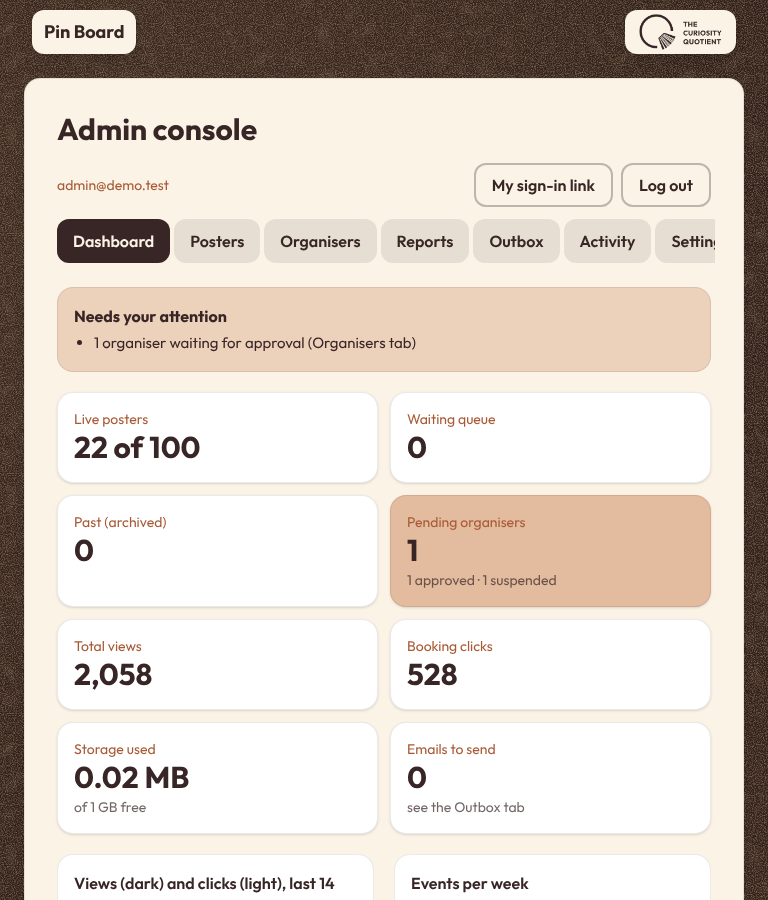 Pin Board
THE
CURIOSITY
QUOTIENT
Admin console
admin@demo.test
My sign-in link
Log out
Dashboard
Posters
Organisers
Reports
Outbox
Activity
Setting
Needs your attention
• 1 organiser waiting for approval (Organisers tab)
Live posters
22 of 100
Waiting queue
0
Past (archived)
0
Pending organisers
1
1 approved · 1 suspended
Total views
2,058
Booking clicks
528
Storage used
0.02 MB
of 1 GB free
Emails to send
0
see the Outbox tab
Views (dark) and clicks (light), last 14
Events per week